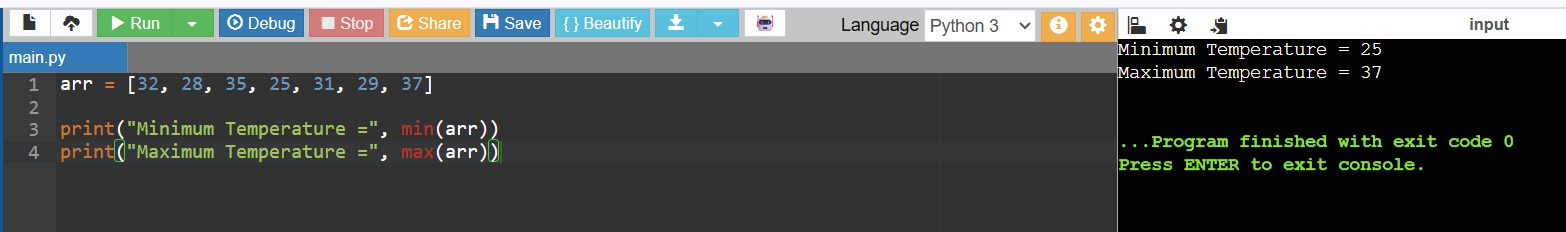 Run Debug Stop Share Save { } Beautify Language Python 3 input
main.py
1 arr = [32, 28, 35, 25, 31, 29, 37]
2
3 print("Minimum Temperature =", min(arr))
4 print("Maximum Temperature =", max(arr))
Minimum Temperature = 25
Maximum Temperature = 37
...Program finished with exit code 0
Press ENTER to exit console.